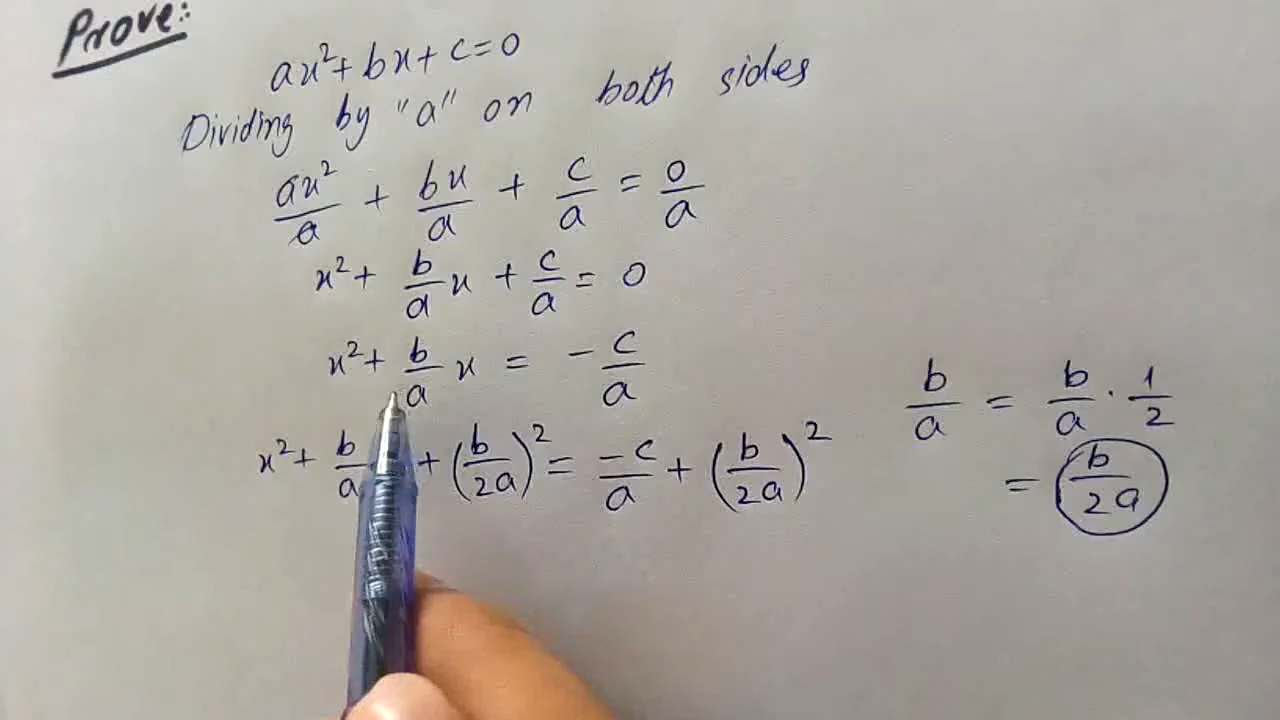 Prove:
ax² + bx + c = 0
Dividing by "a" on both sides
ax²/a + bx/a + c/a = 0/a
x² + b/a x + c/a = 0
x² + b/a x = - c/a
x² + b/a + (b/2a)² = -c/a + (b/2a)²
b/a = b/a · 1/2
= b/2a